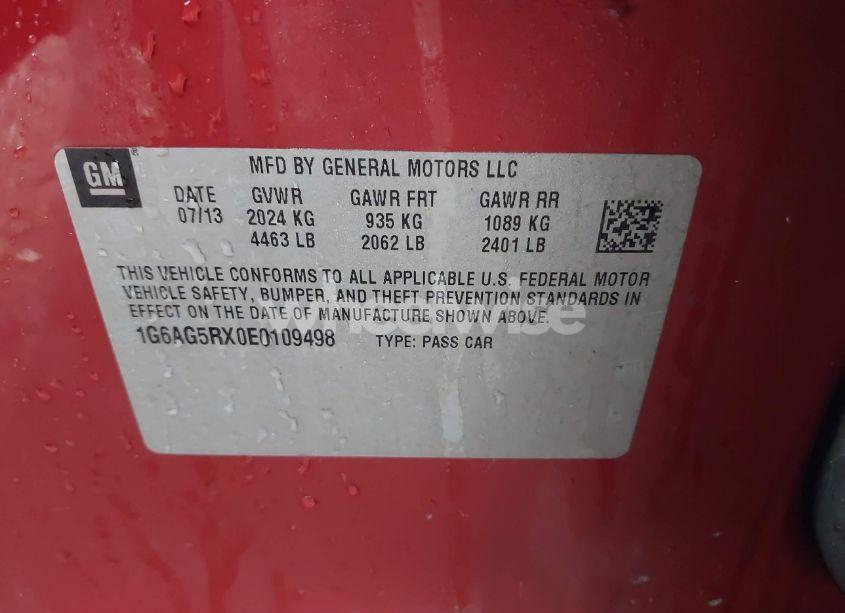 GM
MFD BY GENERAL MOTORS LLC
DATE GVWR GAWR FRT GAWR RR
07/13 2024 KG 935 KG 1089 KG
4463 LB 2062 LB 2401 LB
THIS VEHICLE CONFORMS TO ALL APPLICABLE U.S. FEDERAL MOTOR
VEHICLE SAFETY, BUMPER, AND THEFT PREVENTION STANDARDS IN
EFFECT ON THE DATE OF MANUFACTURE SHOWN ABOVE.
wheelwise
1G6AG5RX0E0109498 TYPE: PASS CAR